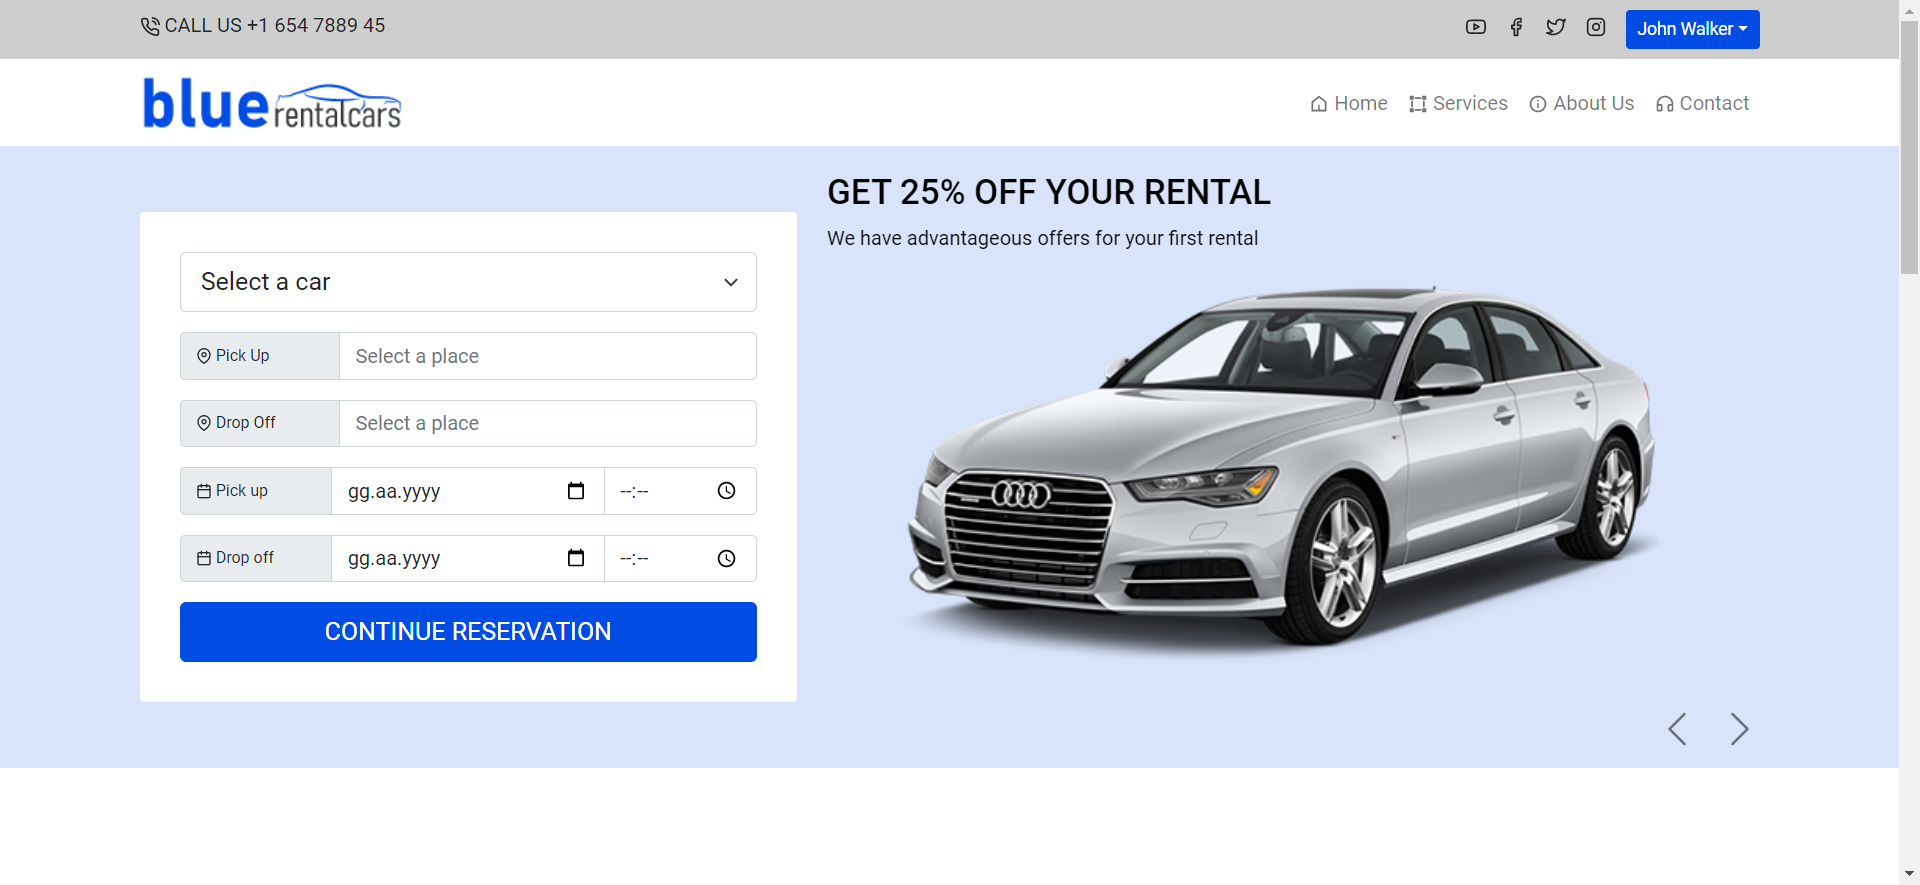 CALL US +1 654 7889 45
John Walker
blue rentalcars
Home Services About Us Contact
GET 25% OFF YOUR RENTAL
We have advantageous offers for your first rental
Select a car
Pick Up Select a place
Drop Off Select a place
Pick up gg.aa.yyyy --:--
Drop off gg.aa.yyyy --:--
CONTINUE RESERVATION